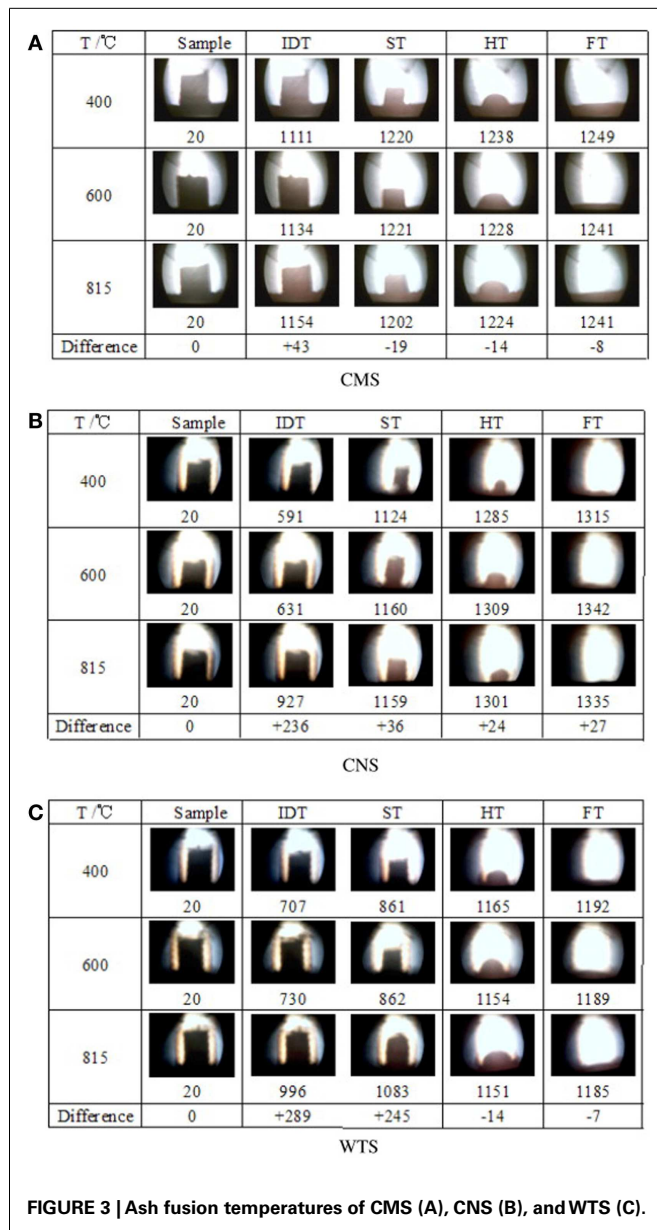 A
T /℃ Sample IDT ST HT FT
400
20 1111 1220 1238 1249
600
20 1134 1221 1228 1241
815
20 1154 1202 1224 1241
Difference 0 +43 -19 -14 -8
CMS
B
T /℃ Sample IDT ST HT FT
400
20 591 1124 1285 1315
600
20 631 1160 1309 1342
815
20 927 1159 1301 1335
Difference 0 +236 +36 +24 +27
CNS
C
T /℃ Sample IDT ST HT FT
400
20 707 861 1165 1192
600
20 730 862 1154 1189
815
20 996 1083 1151 1185
Difference 0 +289 +245 -14 -7
WTS
FIGURE 3 | Ash fusion temperatures of CMS (A), CNS (B), and WTS (C).